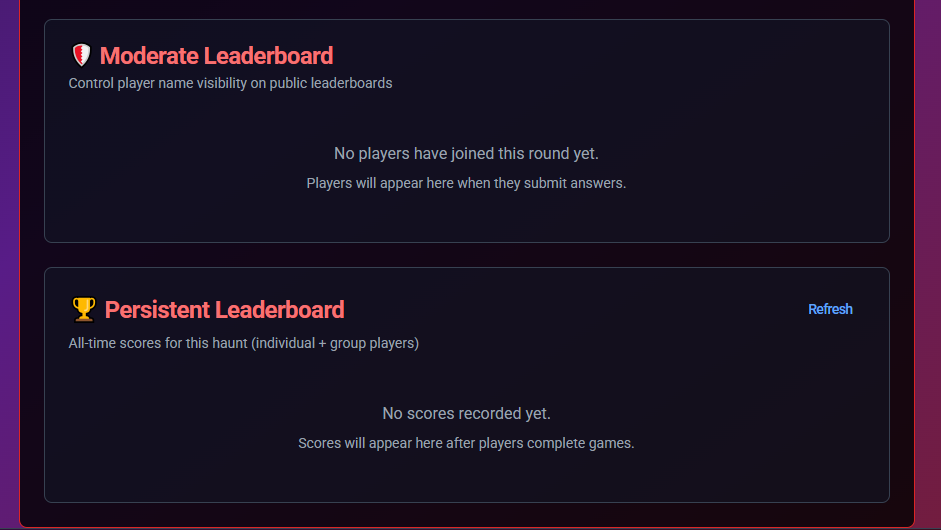 Moderate Leaderboard
Control player name visibility on public leaderboards
No players have joined this round yet.
Players will appear here when they submit answers.
Persistent Leaderboard
Refresh
All-time scores for this haunt (individual + group players)
No scores recorded yet.
Scores will appear here after players complete games.